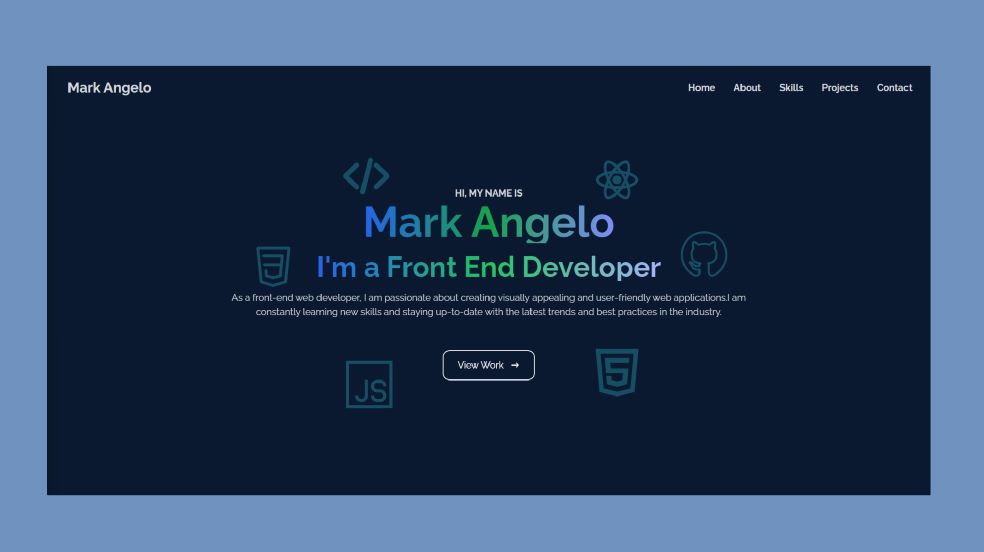 Mark Angelo
Home About Skills Projects Contact
HI, MY NAME IS
Mark Angelo
I'm a Front End Developer
As a front-end web developer, I am passionate about creating visually appealing and user-friendly web applications.I am
constantly learning new skills and staying up-to-date with the latest trends and best practices in the industry.
View Work →
JS